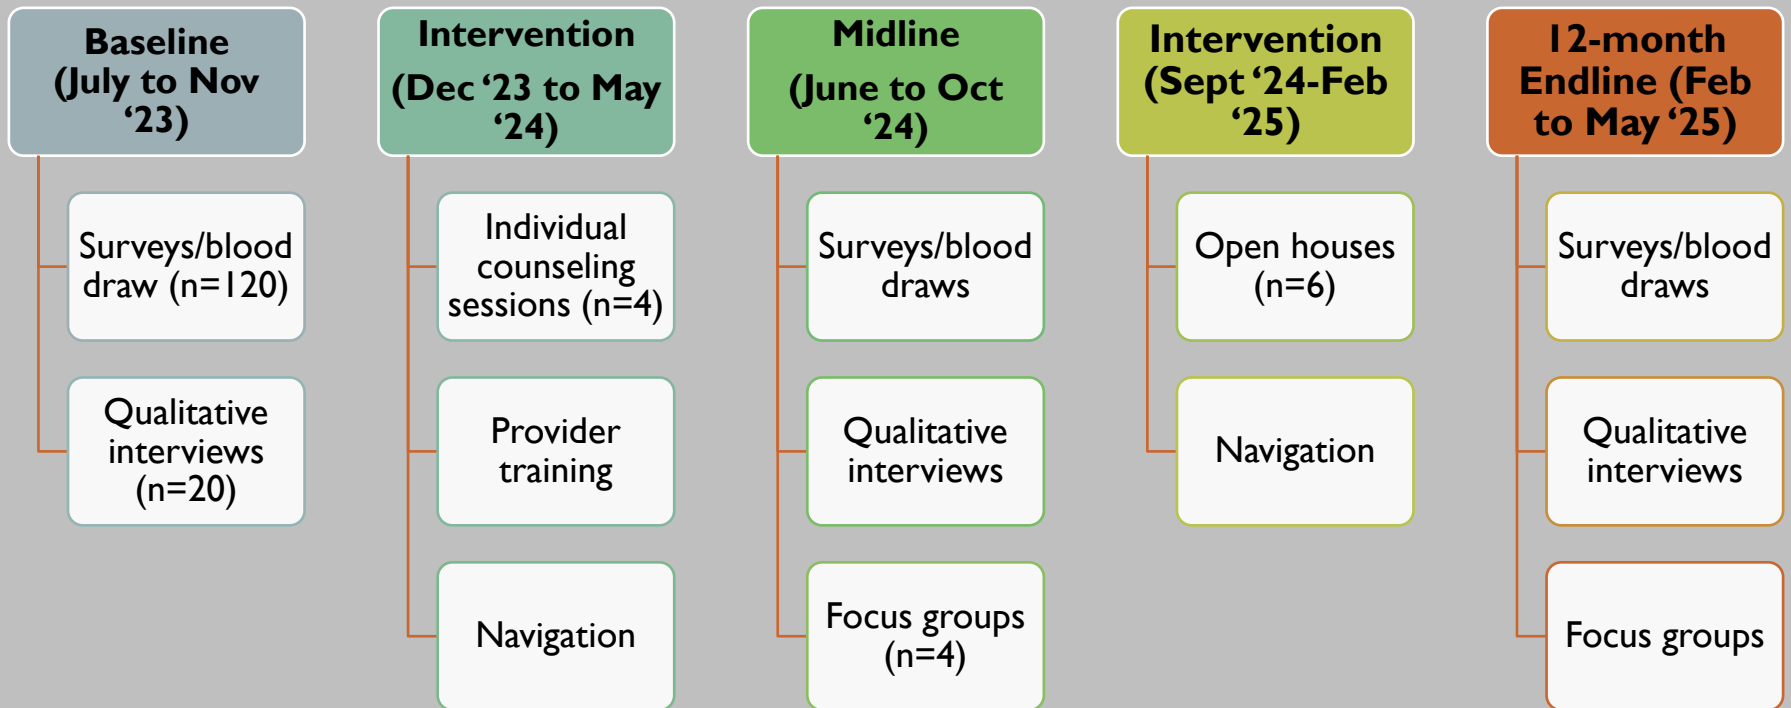 Baseline
(July to Nov
‘23)
Surveys/blood
draw (n=120)
Qualitative
interviews
(n=20)
Intervention
(Dec ‘23 to May
‘24)
Individual
counseling
sessions (n=4)
Provider
training
Navigation
Midline
(June to Oct
‘24)
Surveys/blood
draws
Qualitative
interviews
Focus groups
(n=4)
Intervention
(Sept ‘24-Feb
‘25)
Open houses
(n=6)
Navigation
12-month
Endline (Feb
to May ‘25)
Surveys/blood
draws
Qualitative
interviews
Focus groups